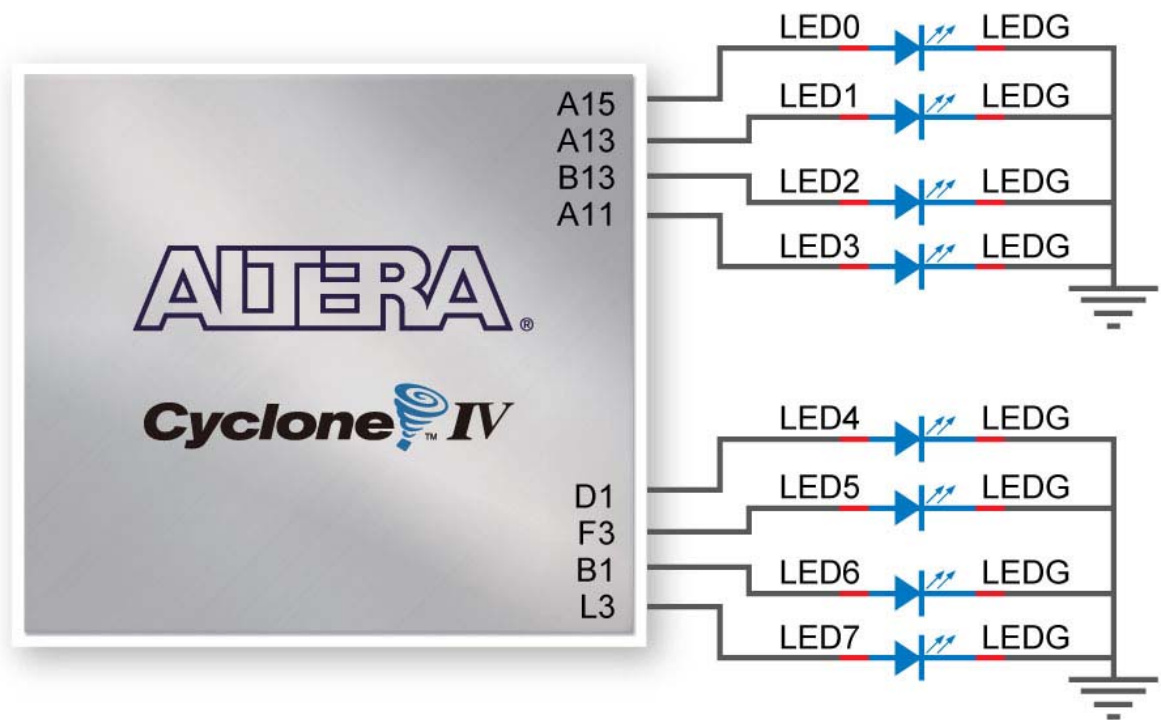 LED0 LEDG
A15
LED1 LEDG
A13
B13
LED2 LEDG
A11
LED3 LEDG
ALTERA®
Cyclone™ IV
LED4 LEDG
D1
LED5 LEDG
F3
B1
LED6 LEDG
L3
LED7 LEDG